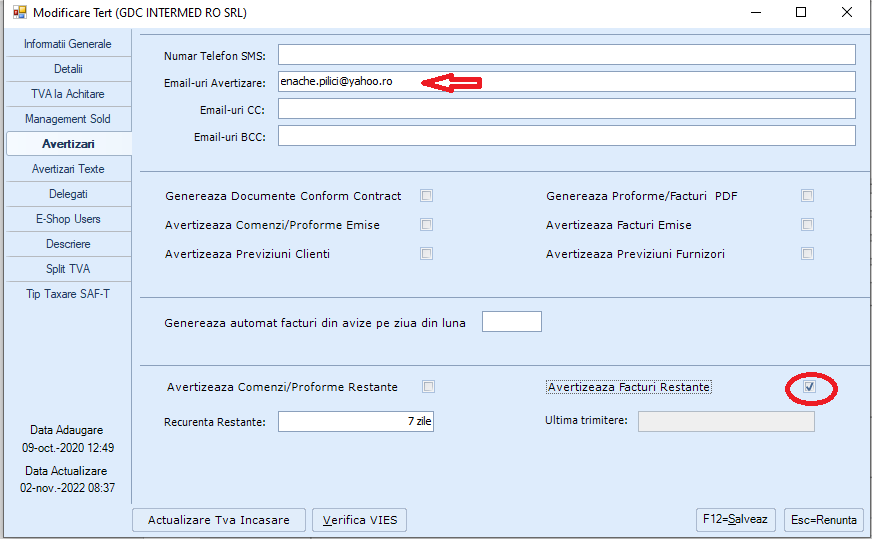 Modificare Tert (GDC INTERMED RO SRL)
Informatii Generale
Detalii
TVA la Achitare
Management Sold
Avertizari
Avertizari Texte
Delegati
E-Shop Users
Descriere
Split TVA
Tip Taxare SAF-T
Data Adaugare
09-oct.-2020 12:49
Data Actualizare
02-nov.-2022 08:37
Numar Telefon SMS:
Email-uri Avertizare: enache.pilici@yahoo.ro
Email-uri CC:
Email-uri BCC:
Genereaza Documente Conform Contract
Genereaza Proforme/Facturi PDF
Avertizeaza Comenzi/Proforme Emise
Avertizeaza Facturi Emise
Avertizeaza Previziuni Clienti
Avertizeaza Previziuni Furnizori
Genereaza automat facturi din avize pe ziua din luna
Avertizeaza Comenzi/Proforme Restante
Avertizeaza Facturi Restante
Recurenta Restante: 7 zile
Ultima trimitere:
Actualizare Tva Incasare
Verifica VIES
F12=Salveaz
Esc=Renunta